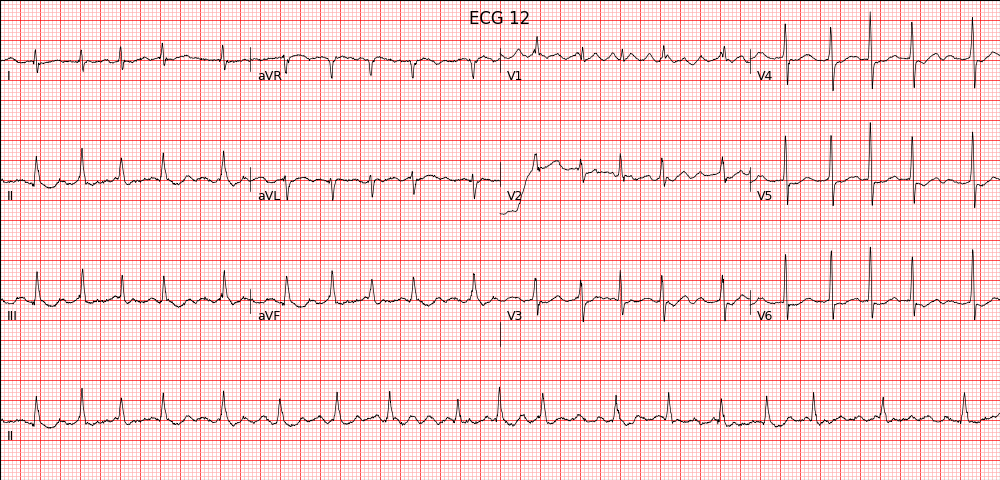 ECG 12
I aVR V1 V4
II aVL V2 V5
III aVF V3 V6
II